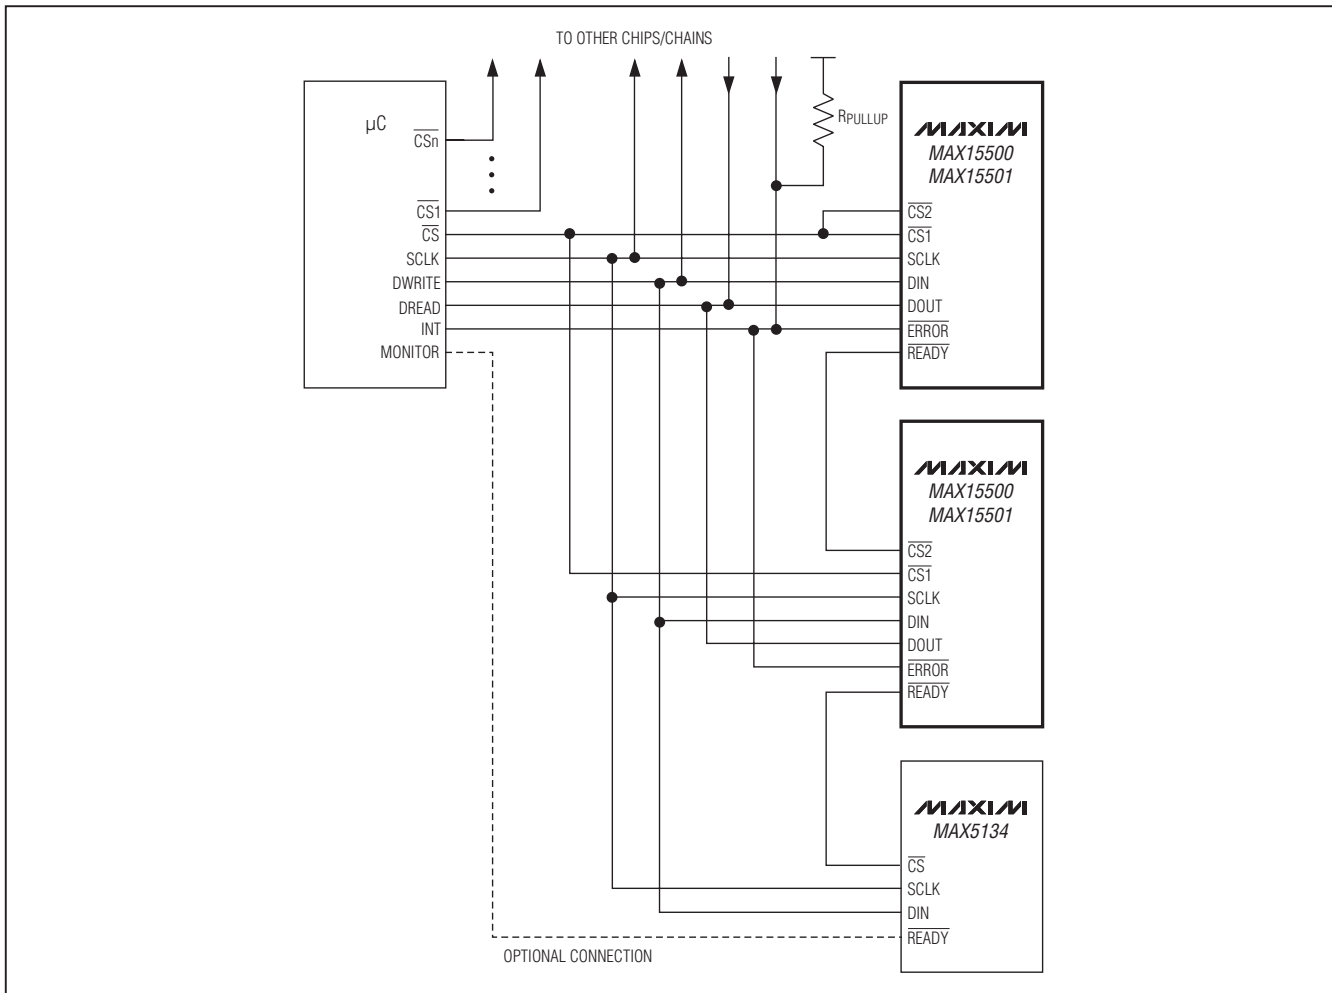 TO OTHER CHIPS/CHAINS
µC
CSn
CS1
CS
SCLK
DWRITE
DREAD
INT
MONITOR
RPULLUP
MAXIM
MAX15500
MAX15501
CS2
CS1
SCLK
DIN
DOUT
ERROR
READY
MAXIM
MAX15500
MAX15501
CS2
CS1
SCLK
DIN
DOUT
ERROR
READY
MAXIM
MAX5134
CS
SCLK
DIN
READY
OPTIONAL CONNECTION